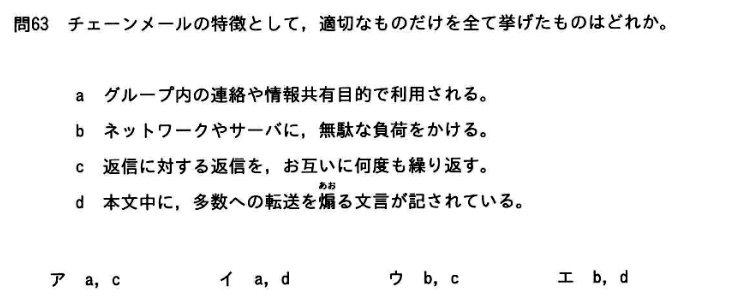 問63 チェーンメールの特徴として，適切なものだけを全て挙げたものはどれか。
a グループ内の連絡や情報共有目的で利用される。
b ネットワークやサーバに，無駄な負荷をかける。
c 返信に対する返信を，お互いに何度も繰り返す。
あお
d 本文中に，多数への転送を煽る文言が記されている。
ア a，c イ a，d ウ b，c エ b，d